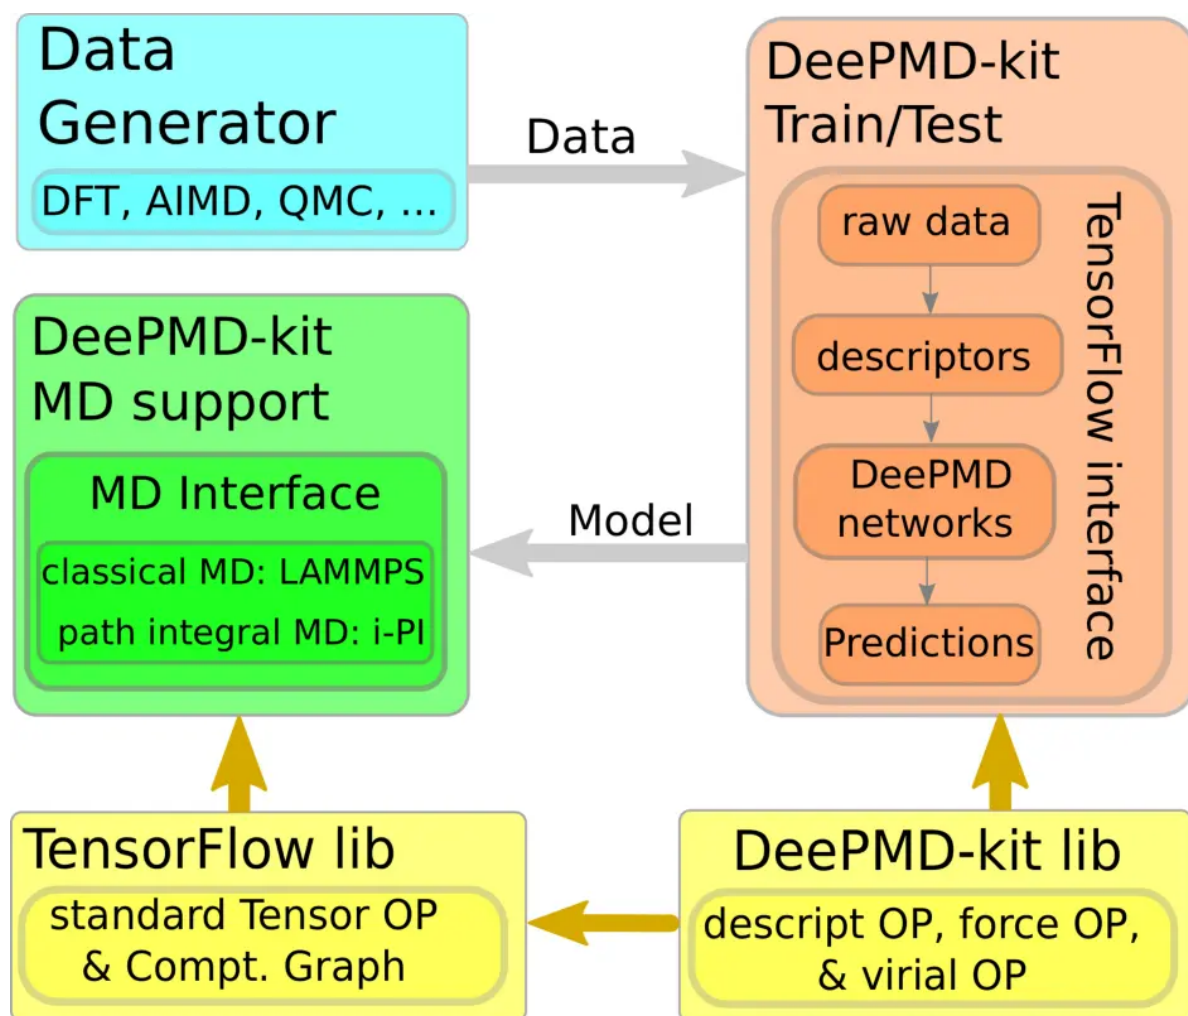 Data
Generator
DFT, AIMD, QMC, ...
Data
DeePMD-kit
Train/Test
raw data
descriptors
DeePMD
networks
Predictions
TensorFlow interface
Model
DeePMD-kit
MD support
MD Interface
classical MD: LAMMPS
path integral MD: i-PI
TensorFlow lib
standard Tensor OP
& Compt. Graph
DeePMD-kit lib
descript OP, force OP,
& virial OP